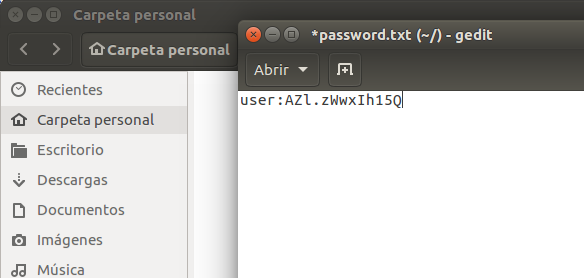 Carpeta personal
Carpeta personal
Recientes
Carpeta personal
Escritorio
Descargas
Documentos
Imágenes
Música
*password.txt (~/) - gedit
Abrir
user:AZl.zWwxIh15Q